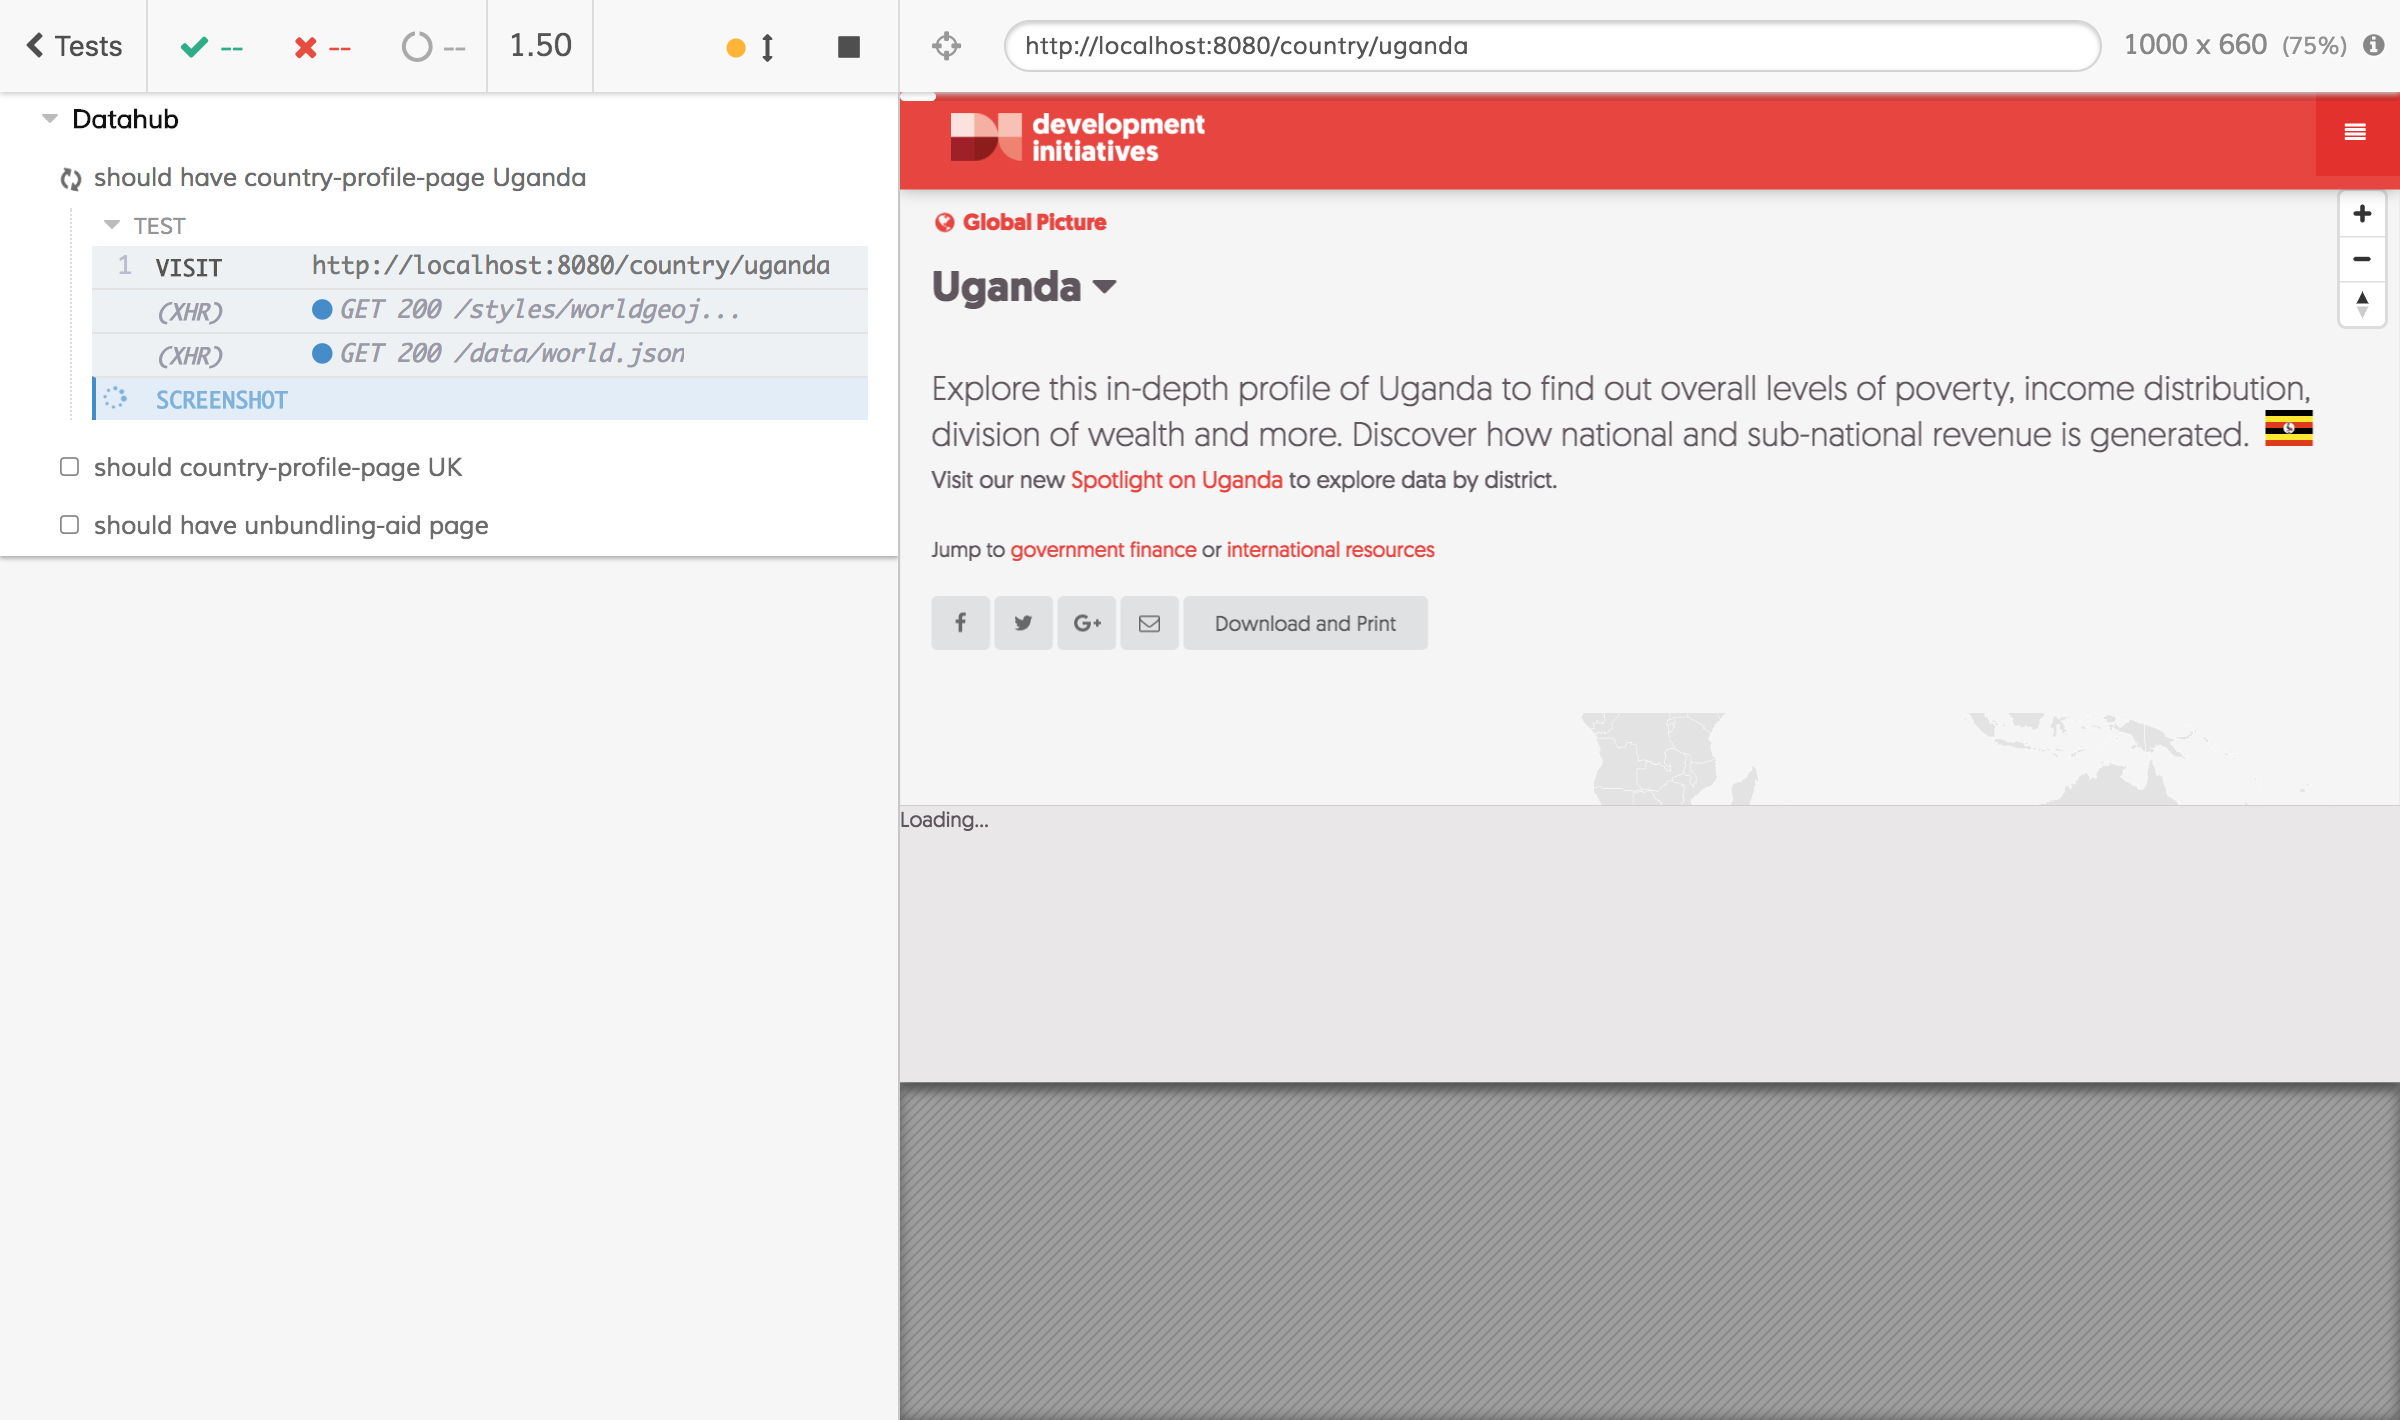 Tests
--
--
--
1.50
http://localhost:8080/country/uganda
1000 x 660 (75%)
Datahub
should have country-profile-page Uganda
TEST
1 VISIT http://localhost:8080/country/uganda
(XHR) GET 200 /styles/worldgeoj...
(XHR) GET 200 /data/world.json
SCREENSHOT
should country-profile-page UK
should have unbundling-aid page
development
initiatives
Global Picture
Uganda
Explore this in-depth profile of Uganda to find out overall levels of poverty, income distribution,
division of wealth and more. Discover how national and sub-national revenue is generated.
Visit our new Spotlight on Uganda to explore data by district.
Jump to government finance or international resources
G+
Download and Print
Loading...